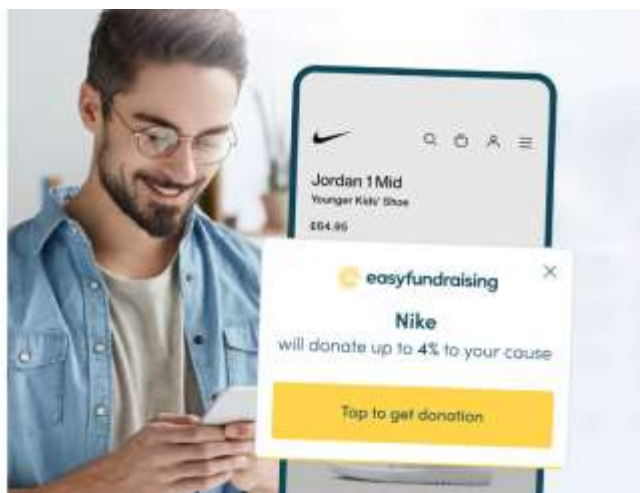 Jordan 1 Mid
Younger Kids' Shoe
£64.95
easyfundraising
Nike
will donate up to 4% to your cause
Tap to get donation